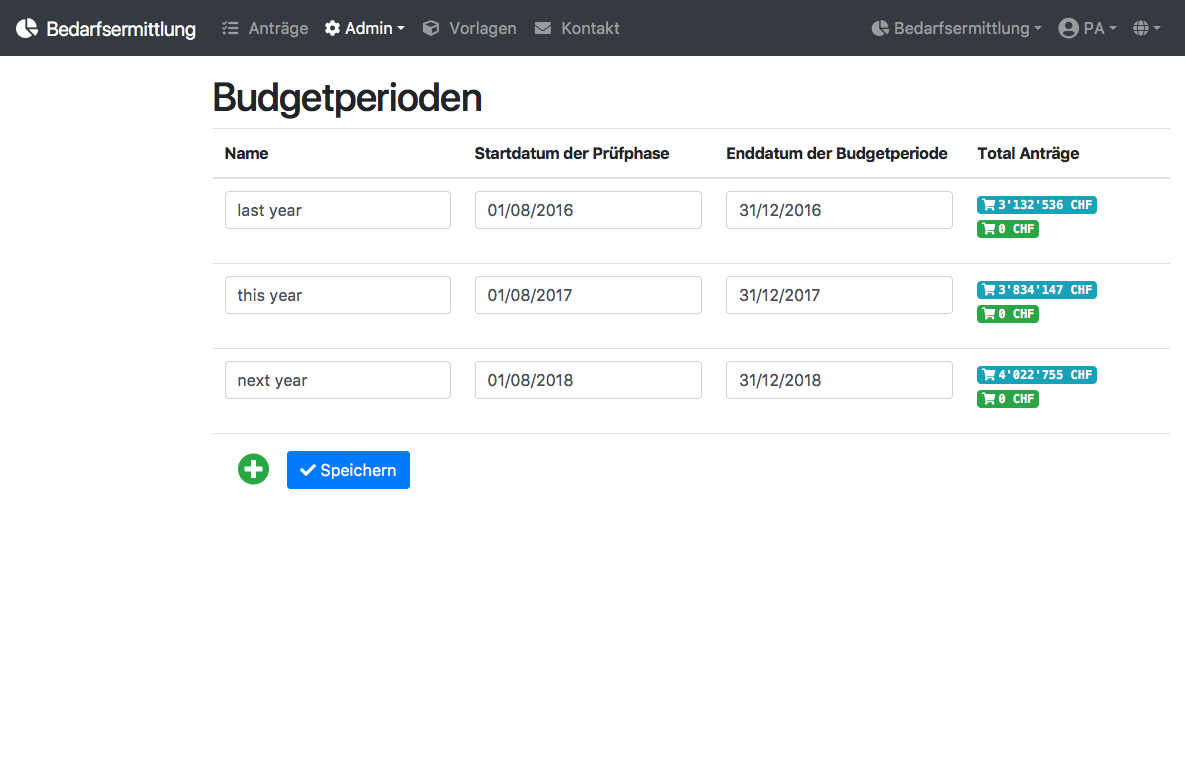 Bedarfsermittlung Anträge Admin Vorlagen Kontakt Bedarfsermittlung PA
Budgetperioden
Name Startdatum der Prüfphase Enddatum der Budgetperiode Total Anträge
last year 01/08/2016 31/12/2016 3'132'536 CHF
0 CHF
this year 01/08/2017 31/12/2017 3'834'147 CHF
0 CHF
next year 01/08/2018 31/12/2018 4'022'755 CHF
0 CHF
Speichern